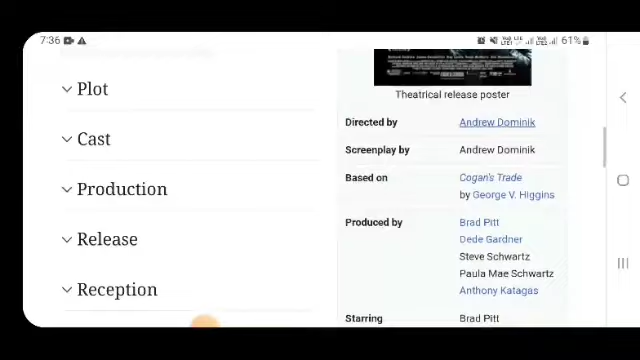 7:36
61%
Plot
Cast
Production
Release
Reception
Theatrical release poster
Directed by Andrew Dominik
Screenplay by Andrew Dominik
Based on Cogan's Trade
by George V. Higgins
Produced by Brad Pitt
Dede Gardner
Steve Schwartz
Paula Mae Schwartz
Anthony Katagas
Starring Brad Pitt